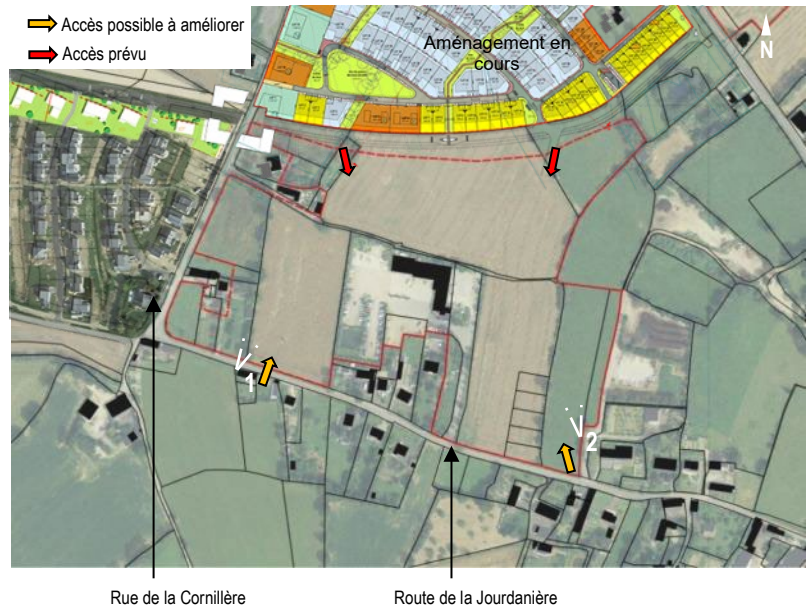 Accès possible à améliorer
Accès prévu
Aménagement en
cours
N
V
1
V
2
Rue de la Cornillère
Route de la Jourdanière